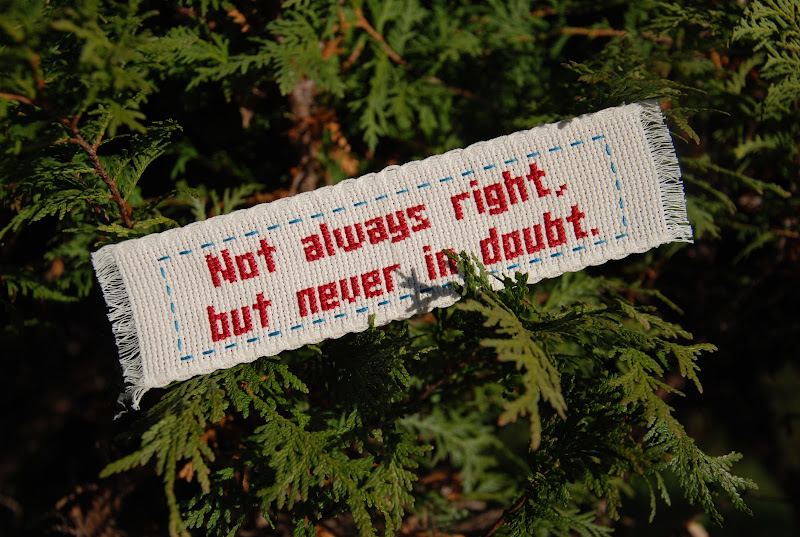 Not always right,
but never in doubt.